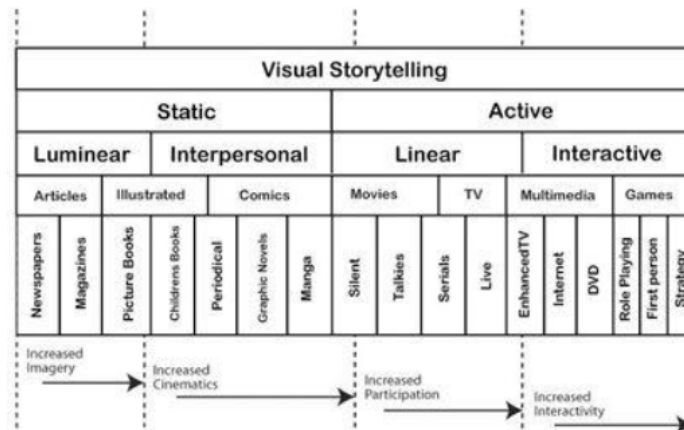 Visual Storytelling
Static Active
Luminear Interpersonal Linear Interactive
Articles Illustrated Comics Movies TV Multimedia Games
Newspapers
Magazines
Picture Books
Childrens Books
Periodical
Graphic Novels
Manga
Silent
Talkies
Serials
Live
EnhancedTV
Internet
DVD
Role Playing
First person
Strategy
Increased
Imagery
Increased
Cinematics
Increased
Participation
Increased
Interactivity